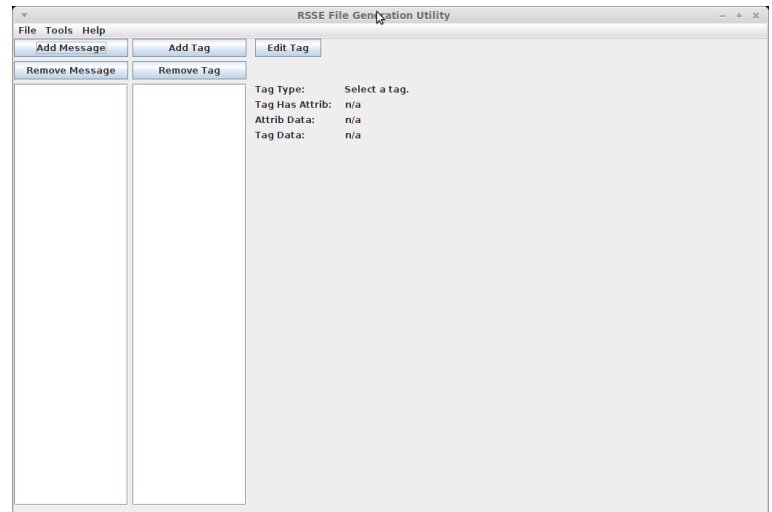 RSSE File Generation Utility
File Tools Help
Add Message Add Tag Edit Tag
Remove Message Remove Tag
Tag Type: Select a tag.
Tag Has Attrib: n/a
Attrib Data: n/a
Tag Data: n/a